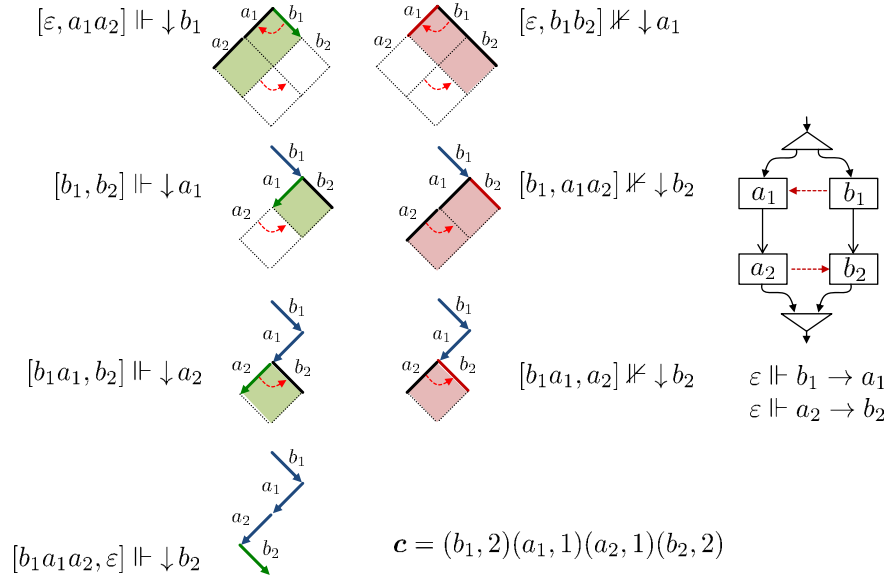 [ε, a₁a₂] ⊩ ↓b₁
a₁
b₁
a₂
b₂
a₁
b₁
b₂
[ε, b₁b₂] ⊮ ↓a₁
[b₁, b₂] ⊩ ↓a₁
b₁
a₁
b₂
a₂
b₁
a₁
b₂
a₂
[b₁, a₁a₂] ⊮ ↓b₂
a₁
b₁
a₂
b₂
[b₁a₁, b₂] ⊩ ↓a₂
b₁
a₁
a₂
b₂
b₁
a₁
a₂
b₂
[b₁a₁, a₂] ⊮ ↓b₂
ε ⊩ b₁ → a₁
ε ⊩ a₂ → b₂
[b₁a₁a₂, ε] ⊩ ↓b₂
b₁
a₁
a₂
b₂
c = (b₁, 2)(a₁, 1)(a₂, 1)(b₂, 2)